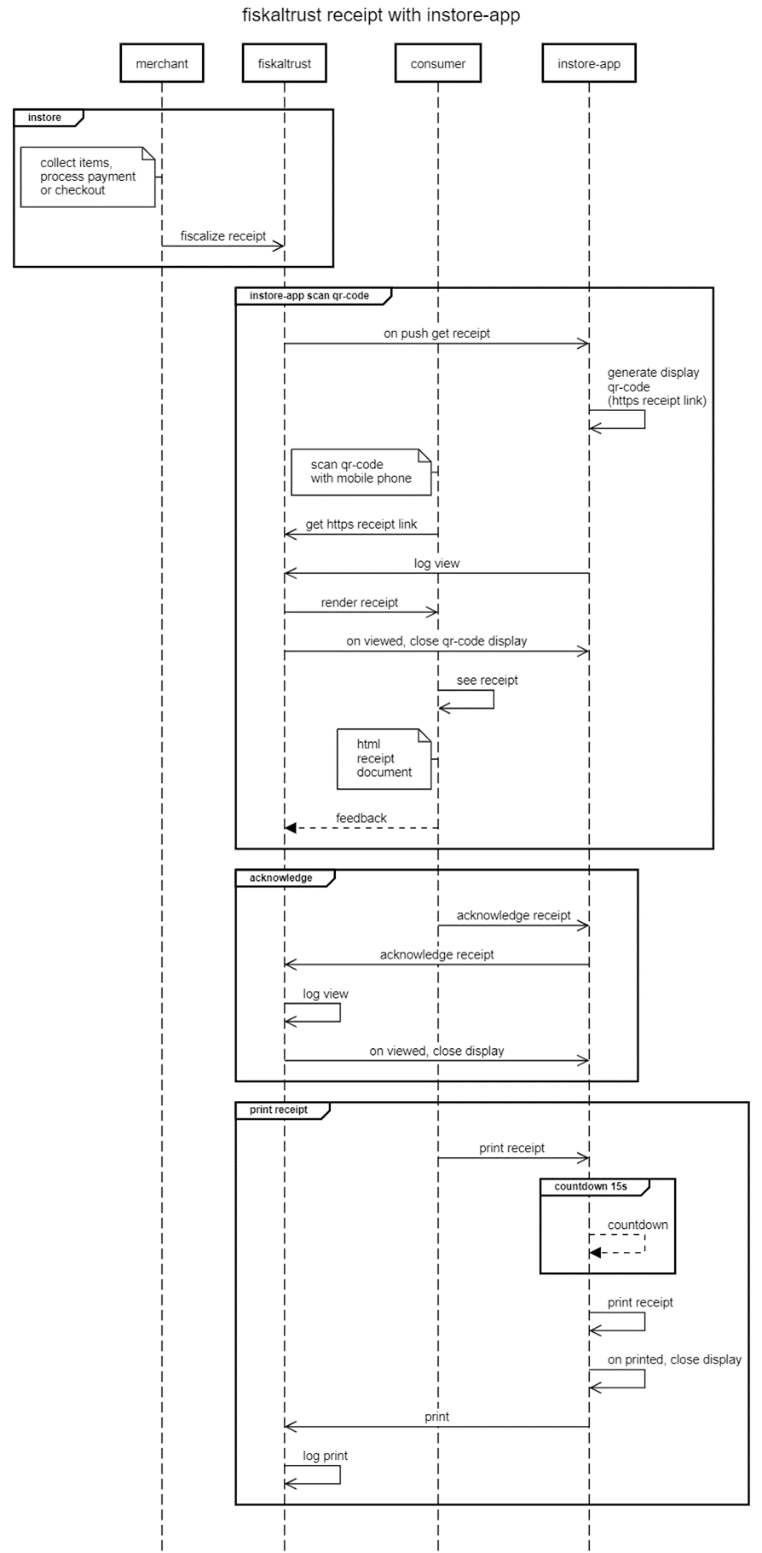 fiskaltrust receipt with instore-app
merchant
fiskaltrust
consumer
instore-app
instore
collect items,
process payment
or checkout
fiscalize receipt
instore-app scan qr-code
on push get receipt
generate display
qr-code
(https receipt link)
scan qr-code
with mobile phone
get https receipt link
log view
render receipt
on viewed, close qr-code display
see receipt
html
receipt
document
feedback
acknowledge
acknowledge receipt
acknowledge receipt
log view
on viewed, close display
print receipt
print receipt
countdown 15s
countdown
print receipt
on printed, close display
print
log print